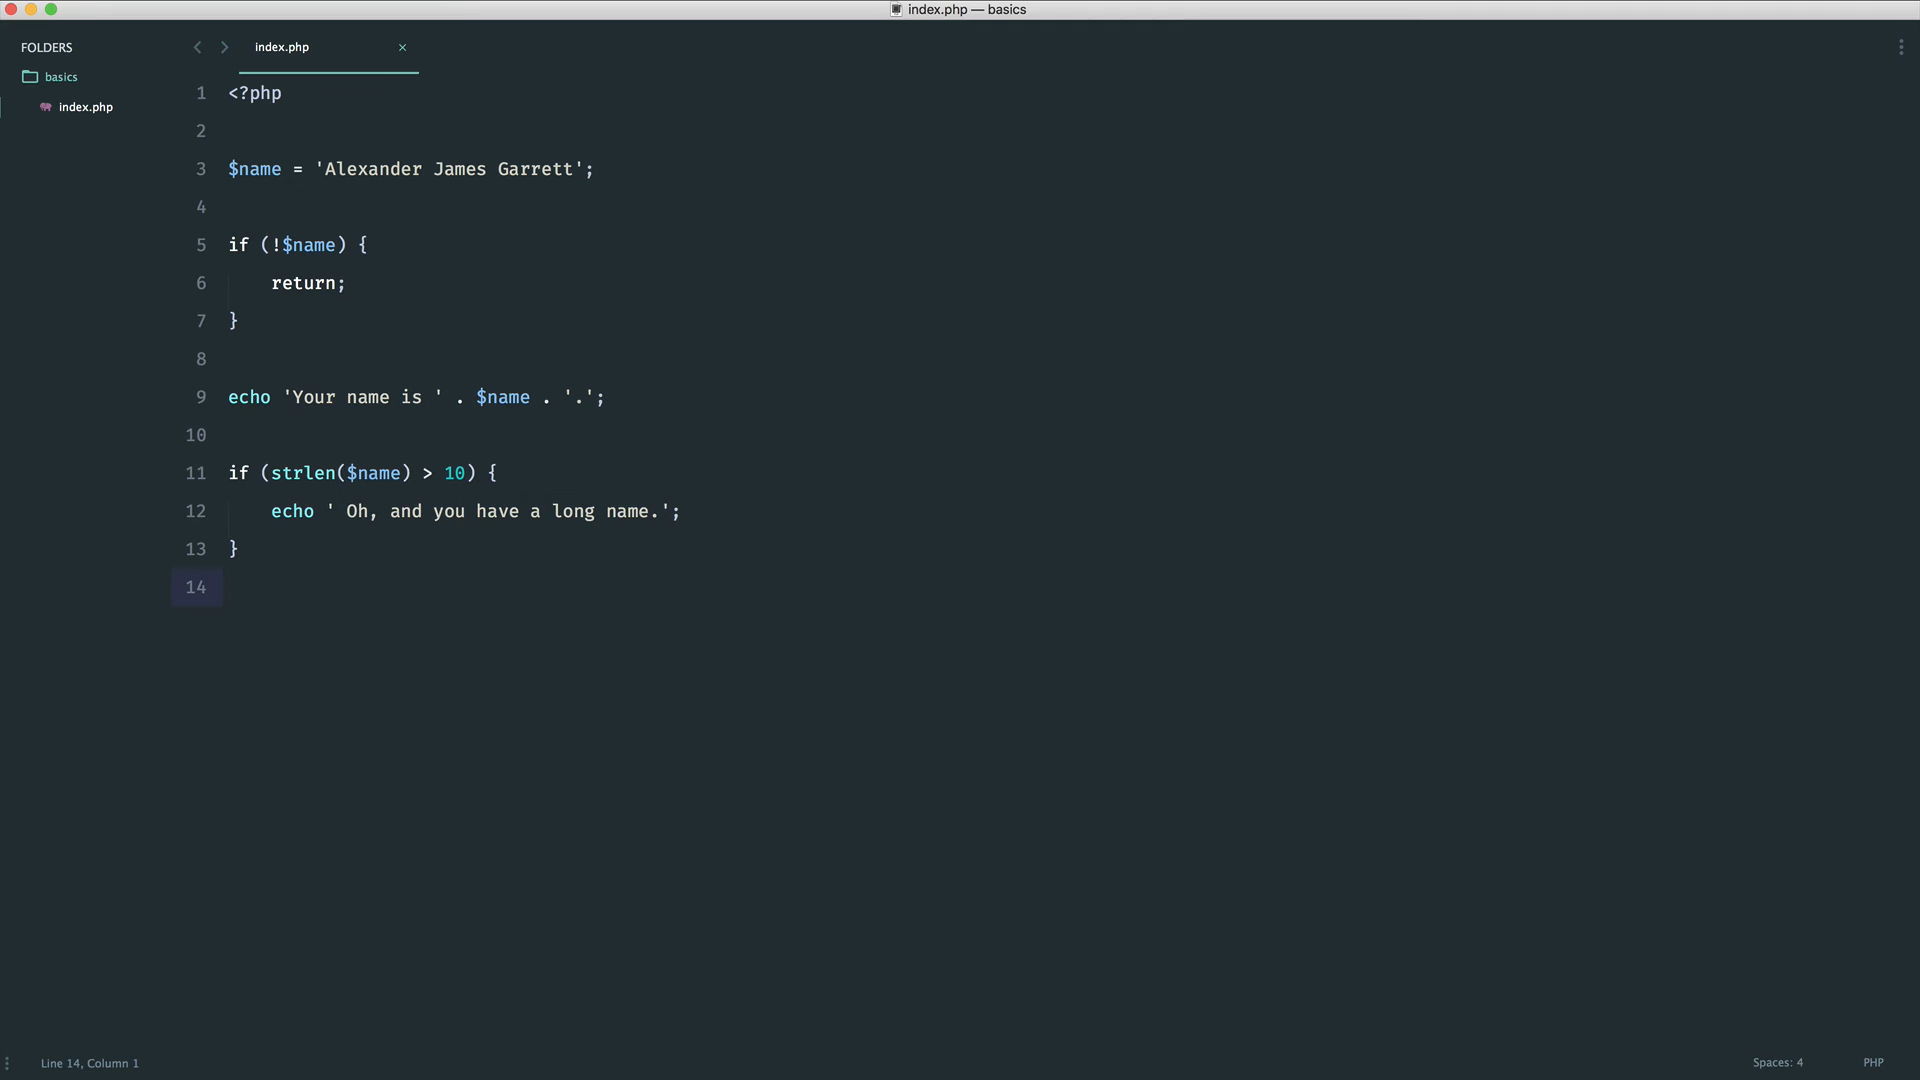 index.php — basics
FOLDERS
basics
index.php
index.php ×
1 <?php
2
3 $name = 'Alexander James Garrett';
4
5 if (!$name) {
6     return;
7 }
8
9 echo 'Your name is ' . $name . '.';
10
11 if (strlen($name) > 10) {
12     echo ' Oh, and you have a long name.';
13 }
14
Line 14, Column 1
Spaces: 4
PHP